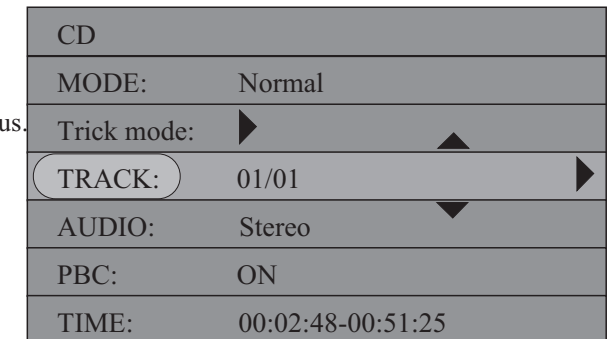 CD
MODE: Normal
us.
Trick mode:
TRACK: 01/01
AUDIO: Stereo
PBC: ON
TIME: 00:02:48-00:51:25